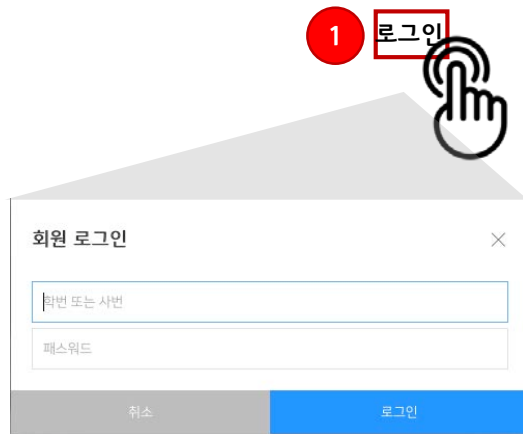 1 로그인
회원 로그인
학번 또는 사번
패스워드
취소 로그인